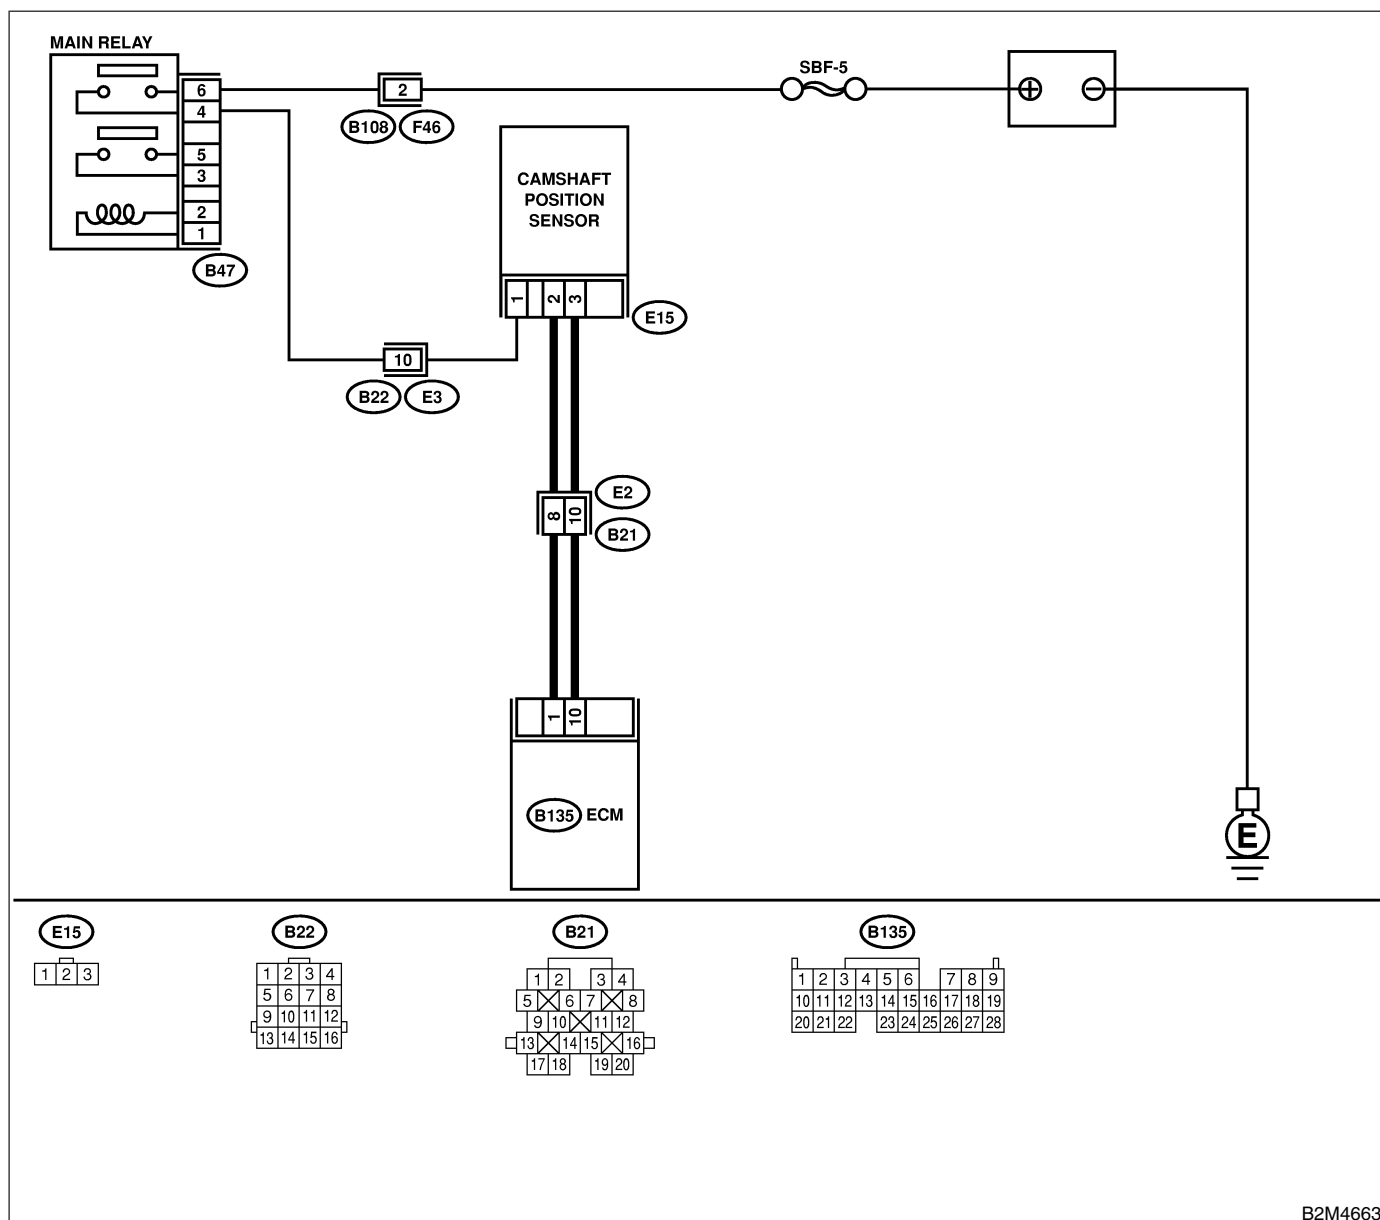 MAIN RELAY
6
4
5
3
2
1
B47
2
B108 F46
SBF-5
CAMSHAFT
POSITION
SENSOR
1 2 3
E15
10
B22 E3
E2
8 10
B21
1 10
B135 ECM
E
E15
1 2 3
B22
1 2 3 4
5 6 7 8
9 10 11 12
13 14 15 16
B21
1 2 3 4
5 6 7 8
9 10 11 12
13 14 15 16
17 18 19 20
B135
1 2 3 4 5 6 7 8 9
10 11 12 13 14 15 16 17 18 19
20 21 22 23 24 25 26 27 28
B2M4663